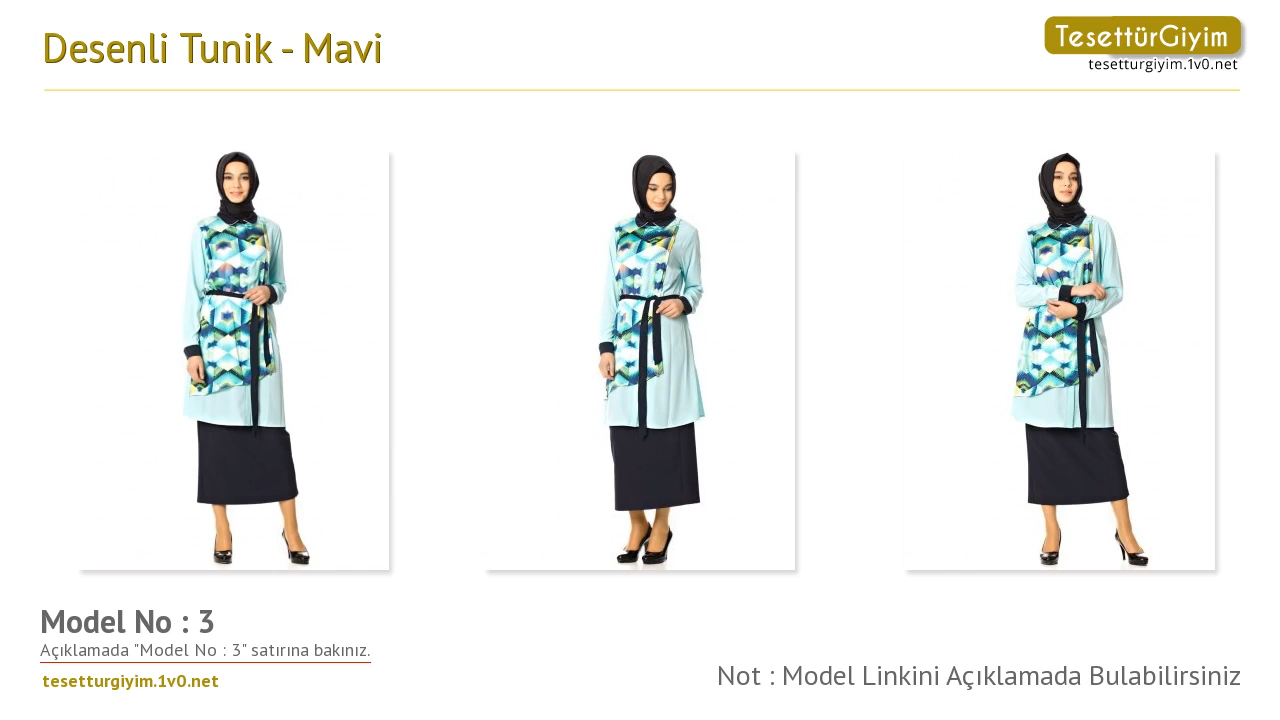 Desenli Tunik - Mavi
TesettürGiyim
tesetturgiyim.1v0.net
Model No : 3
Açıklamada "Model No : 3" satırına bakınız.
tesetturgiyim.1v0.net
Not : Model Linkini Açıklamada Bulabilirsiniz